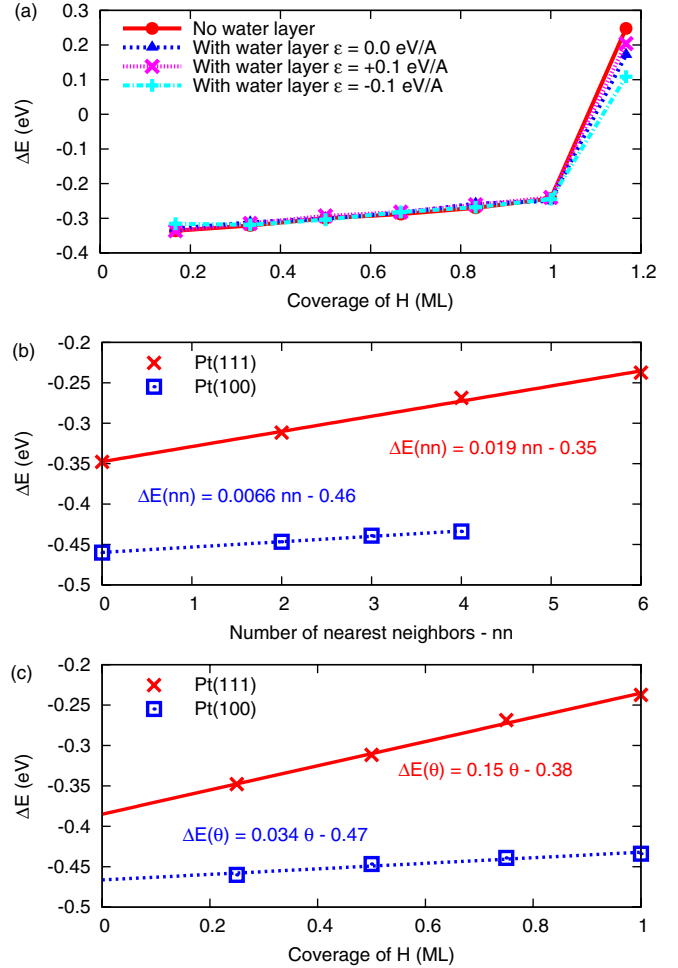 (a)
No water layer
With water layer ε = 0.0 eV/A
With water layer ε = +0.1 eV/A
With water layer ε = -0.1 eV/A
0.3
0.2
0.1
0
-0.1
-0.2
-0.3
-0.4
ΔE (eV)
0 0.2 0.4 0.6 0.8 1 1.2
Coverage of H (ML)
(b)
Pt(111)
Pt(100)
-0.2
-0.25
-0.3
-0.35
-0.4
-0.45
-0.5
ΔE (eV)
ΔE(nn) = 0.019 nn - 0.35
ΔE(nn) = 0.0066 nn - 0.46
0 1 2 3 4 5 6
Number of nearest neighbors - nn
(c)
Pt(111)
Pt(100)
-0.2
-0.25
-0.3
-0.35
-0.4
-0.45
-0.5
ΔE (eV)
ΔE(θ) = 0.15 θ - 0.38
ΔE(θ) = 0.034 θ - 0.47
0 0.2 0.4 0.6 0.8 1
Coverage of H (ML)